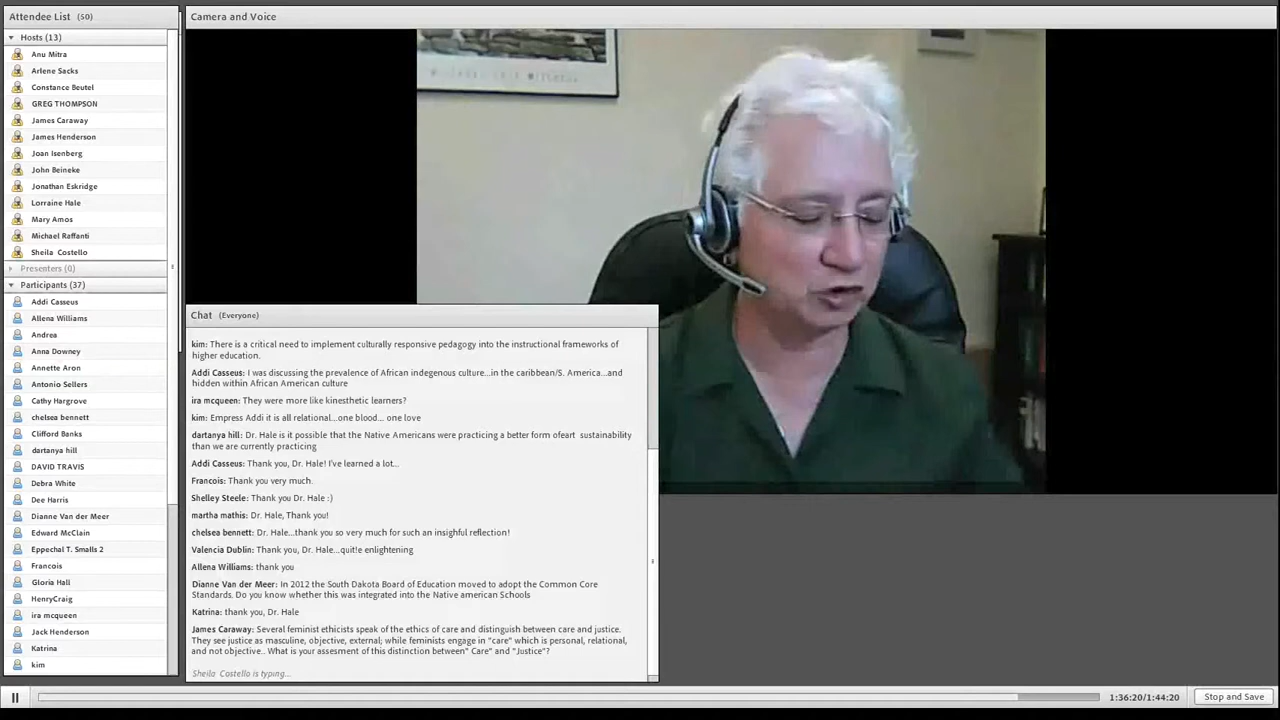 Attendee List (50)
Hosts (13)
Anu Mitra
Arlene Sacks
Constance Beutel
GREG THOMPSON
James Caraway
James Henderson
Joan Isenberg
John Beineke
Jonathan Eskridge
Lorraine Hale
Mary Amos
Michael Raffanti
Sheila Costello
Presenters (0)
Participants (37)
Addi Casseus
Allena Williams
Andrea
Anna Downey
Annette Aron
Antonio Sellers
Cathy Hargrove
chelsea bennett
Clifford Banks
dartanya hill
DAVID TRAVIS
Debra White
Dee Harris
Dianne Van der Meer
Edward McClain
Eppechal T. Smalls 2
Francois
Gloria Hall
HenryCraig
ira mcqueen
Jack Henderson
Katrina
kim
Camera and Voice
Chat (Everyone)
kim: There is a critical need to implement culturally responsive pedagogy into the instructional frameworks of
higher education.
Addi Casseus: I was discussing the prevalence of African indegenous culture...in the caribbean/S. America...and
hidden within African American culture
ira mcqueen: They were more like kinesthetic learners?
kim: Empress Addi it is all relational...one blood... one love
dartanya hill: Dr. Hale is it possible that the Native Americans were practicing a better form ofeart sustainability
than we are currently practicing
Addi Casseus: Thank you, Dr. Hale! I've learned a lot...
Francois: Thank you very much.
Shelley Steele: Thank you Dr. Hale :)
martha mathis: Dr. Hale, Thank you!
chelsea bennett: Dr. Hale...thank you so very much for such an insighful reflection!
Valencia Dublin: Thank you, Dr. Hale...quit!e enlightening
Allena Williams: thank you
Dianne Van der Meer: In 2012 the South Dakota Board of Education moved to adopt the Common Core
Standards. Do you know whether this was integrated into the Native american Schools
Katrina: thank you, Dr. Hale
James Caraway: Several feminist ethicists speak of the ethics of care and distinguish between care and justice.
They see justice as masculine, objective, external; while feminists engage in "care" which is personal, relational,
and not objective.. What is your assesment of this distinction between" Care" and "Justice"?
Sheila Costello is typing...
1:36:20/1:44:20
Stop and Save